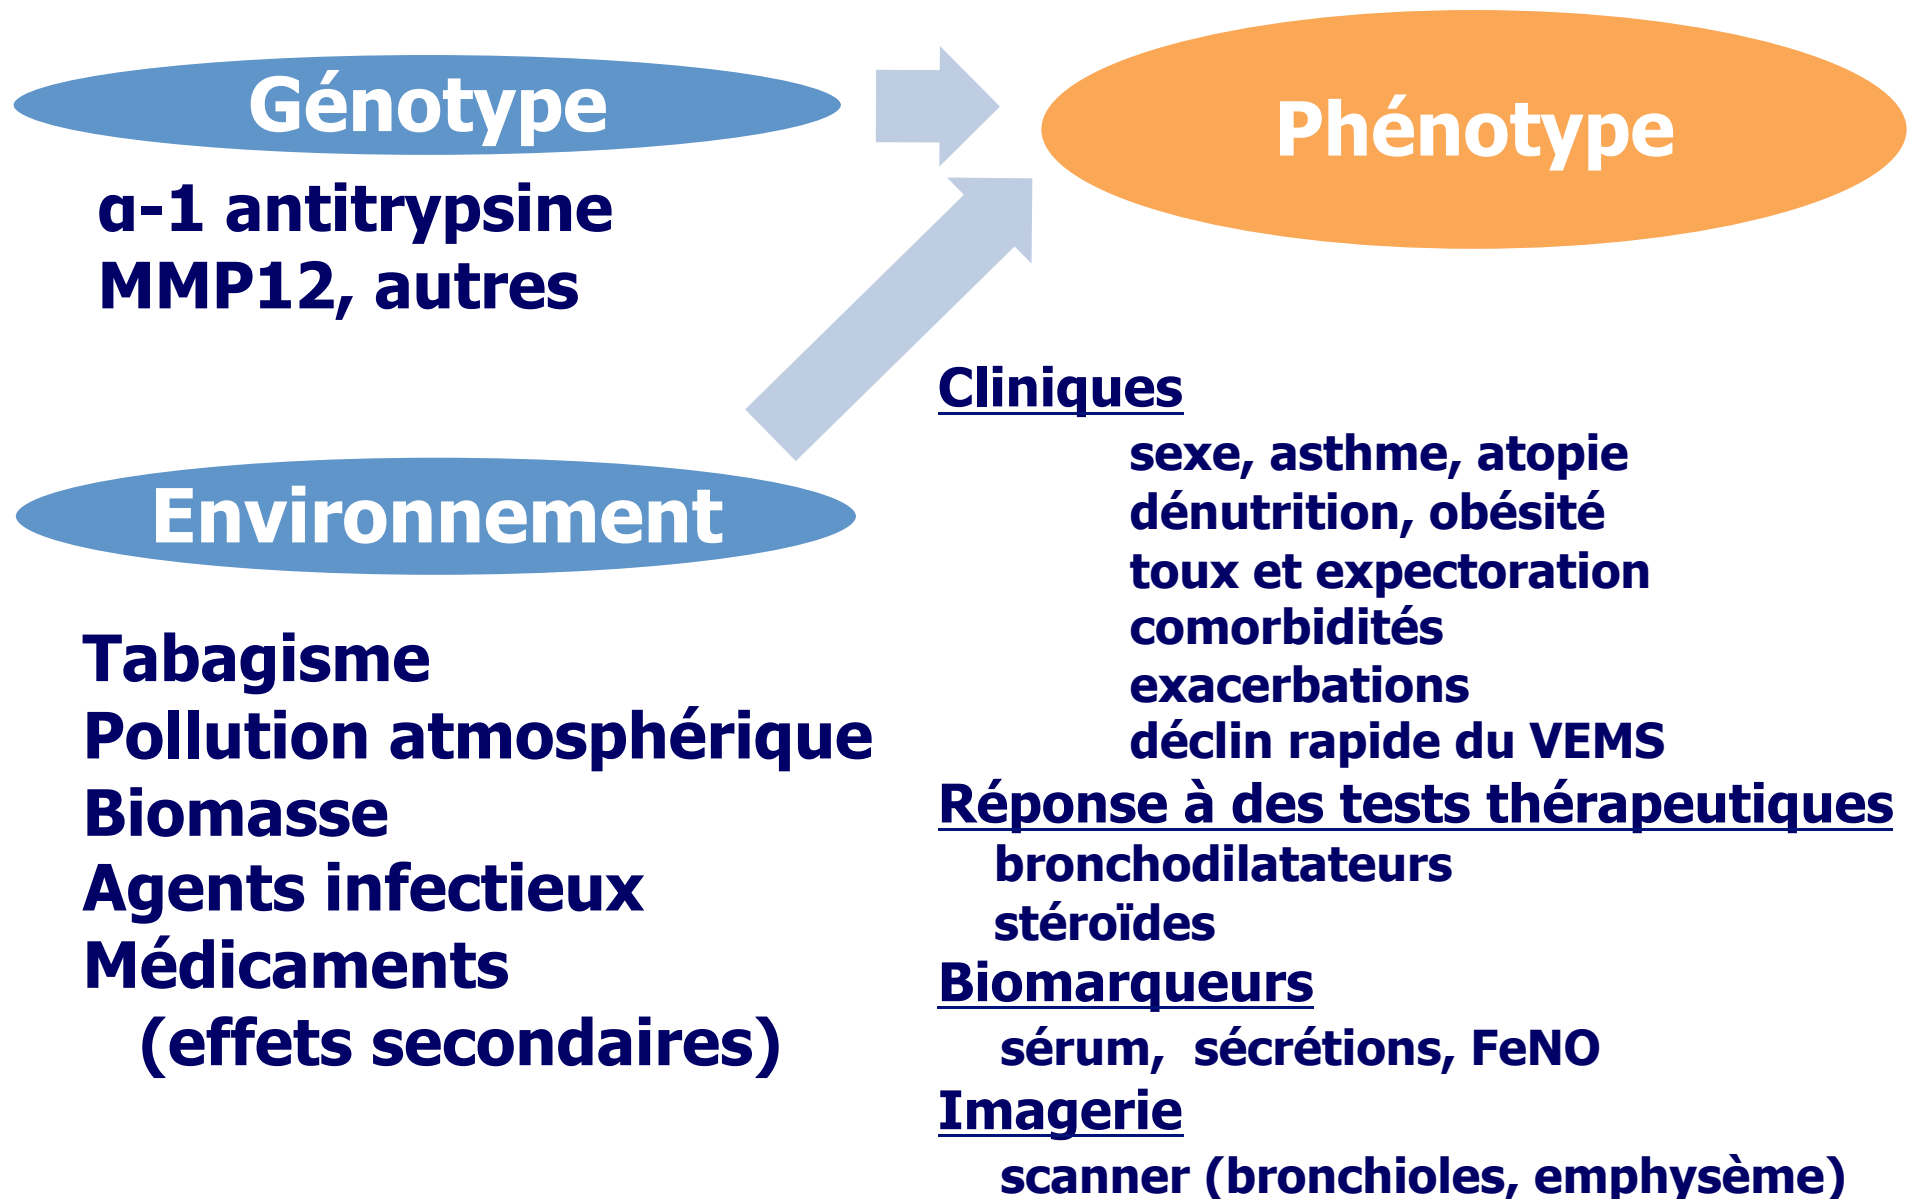 Génotype
α-1 antitrypsine
MMP12, autres
Environnement
Tabagisme
Pollution atmosphérique
Biomasse
Agents infectieux
Médicaments
(effets secondaires)
Phénotype
Cliniques
sexe, asthme, atopie
dénutrition, obésité
toux et expectoration
comorbidités
exacerbations
déclin rapide du VEMS
Réponse à des tests thérapeutiques
bronchodilatateurs
stéroïdes
Biomarqueurs
sérum, sécrétions, FeNO
Imagerie
scanner (bronchioles, emphysème)